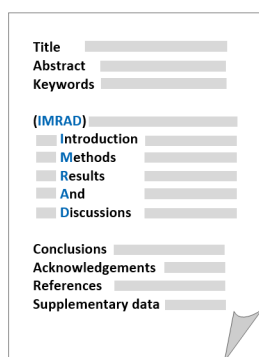 Title
Abstract
Keywords
(IMRAD)
Introduction
Methods
Results
And
Discussions
Conclusions
Acknowledgements
References
Supplementary data